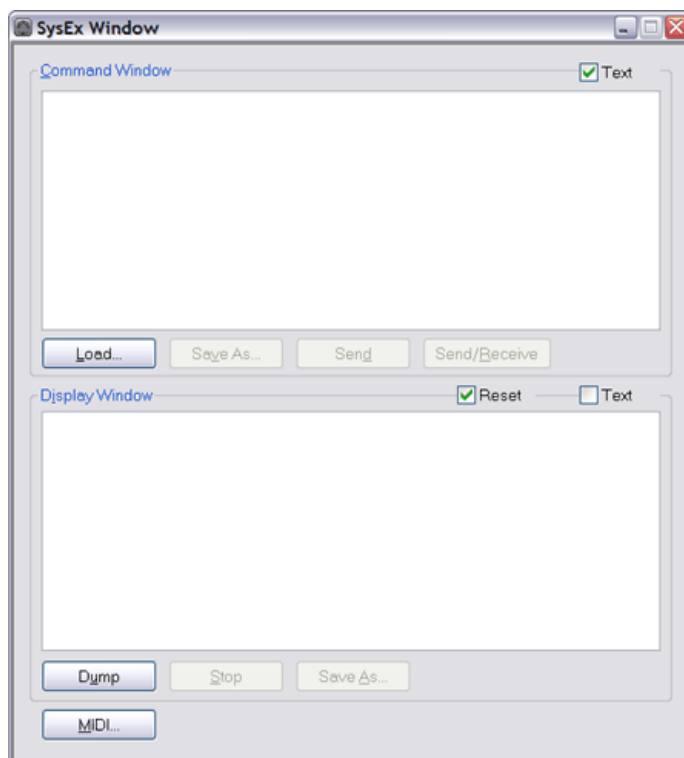 SysEx Window
Command Window Text
Load... Save As... Send Send/Receive
Display Window Reset Text
Dump Stop Save As...
MIDI...